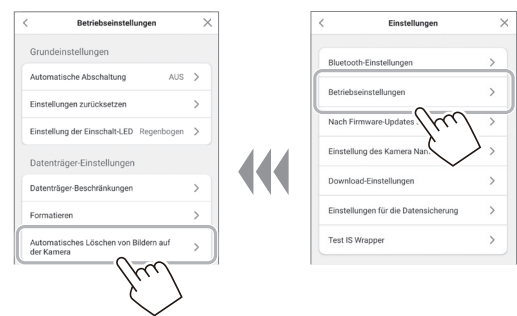 Betriebseinstellungen
Grundeinstellungen
Automatische Abschaltung AUS
Einstellungen zurücksetzen
Einstellung der Einschalt-LED Regenbogen
Datenträger-Einstellungen
Datenträger-Beschränkungen
Formatieren
Automatisches Löschen von Bildern auf
der Kamera
Einstellungen
Bluetooth-Einstellungen
Betriebseinstellungen
Nach Firmware-Updates
Einstellung des Kamera
Download-Einstellungen
Einstellungen für die Datensicherung
Test IS Wrapper